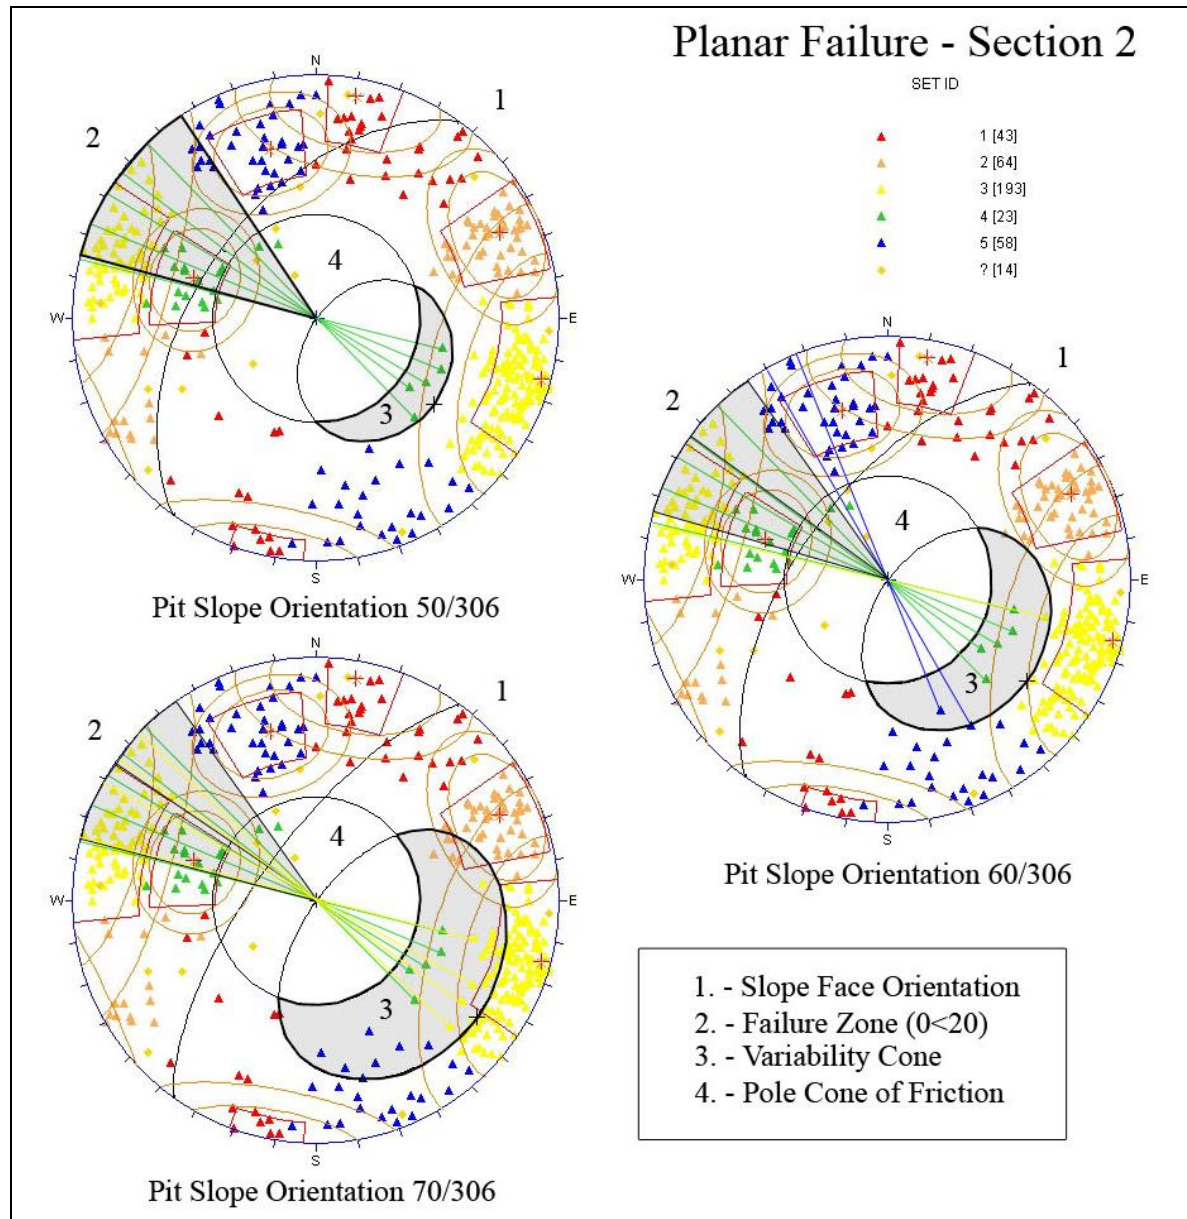 Planar Failure - Section 2
SET ID
1 [43]
2 [64]
3 [193]
4 [23]
5 [58]
? [14]
N
1
2
4
W
E
3
S
Pit Slope Orientation 50/306
N
1
2
4
W
E
3
S
Pit Slope Orientation 60/306
N
1
2
4
W
E
3
S
Pit Slope Orientation 70/306
1. - Slope Face Orientation
2. - Failure Zone (0<20)
3. - Variability Cone
4. - Pole Cone of Friction